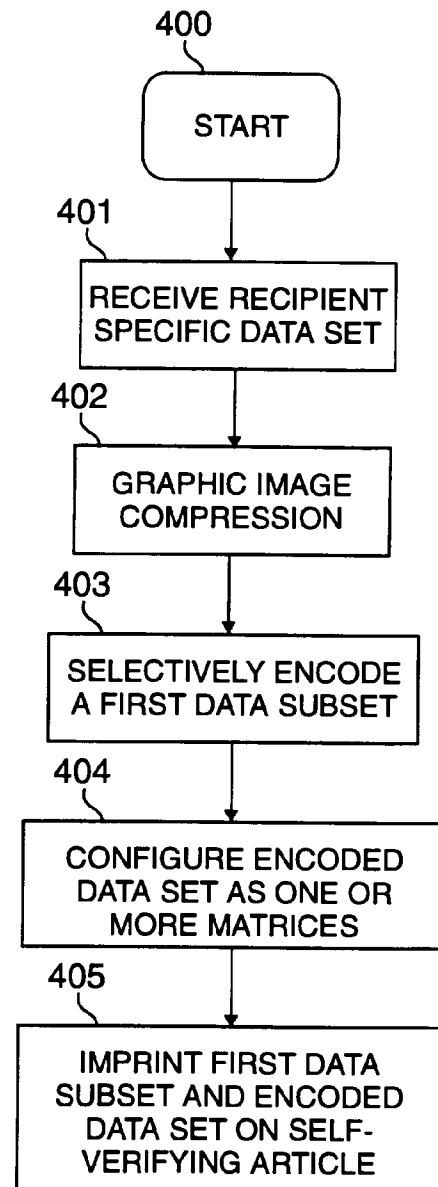 400
START
401
RECEIVE RECIPIENT
SPECIFIC DATA SET
402
GRAPHIC IMAGE
COMPRESSION
403
SELECTIVELY ENCODE
A FIRST DATA SUBSET
404
CONFIGURE ENCODED
DATA SET AS ONE OR
MORE MATRICES
405
IMPRINT FIRST DATA
SUBSET AND ENCODED
DATA SET ON SELF-
VERIFYING ARTICLE